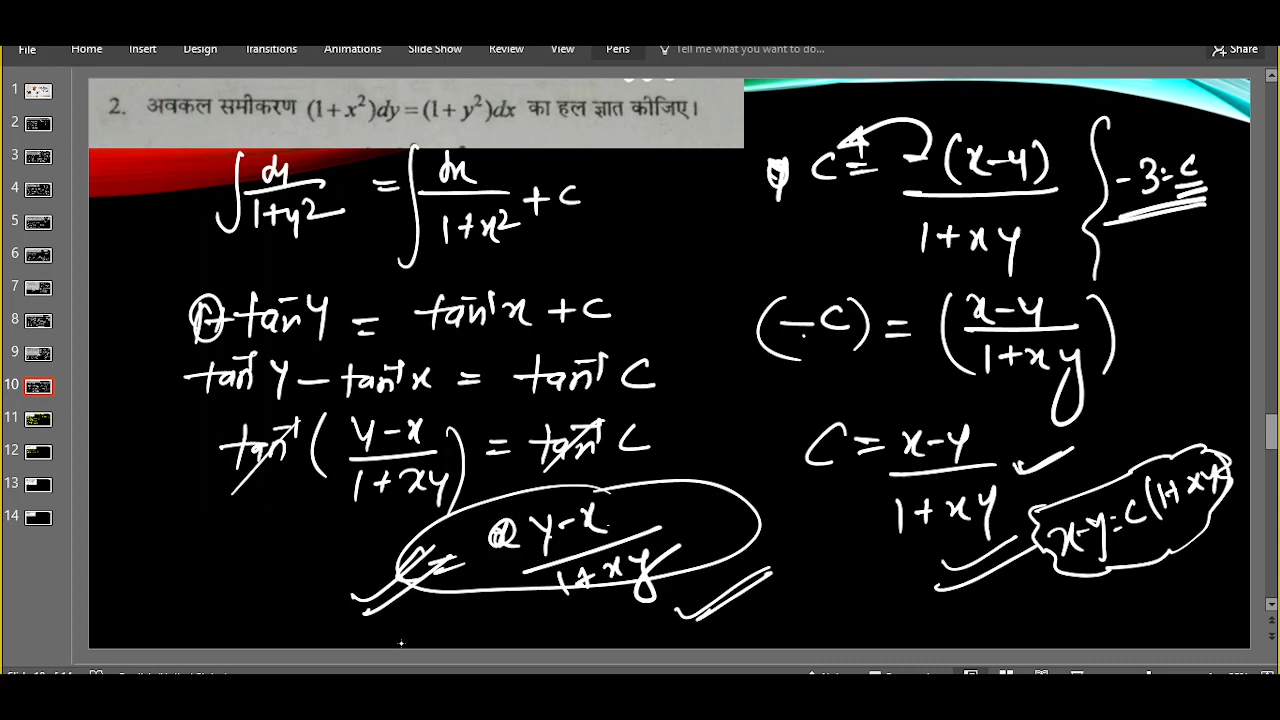 File Home Insert Design Transitions Animations Slide Show Review View Pens Tell me what you want to do... Share
1
2
3
4
5
6
7
8
9
10
11
12
13
14
2. अवकल समीकरण (1+x²)dy=(1+y²)dx का हल ज्ञात कीजिए।
∫ dy/1+y² = ∫ dx/1+x² + c
tan⁻y = tan⁻¹x + c
tan⁻¹y − tan⁻¹x = tan⁻¹C
tan⁻¹(y−x/1+xy) = tan⁻¹C
= y−x/1+xy
C = −(x−y)/1+xy } −3=c
(−c) = (x−y/1+xy)
C = x−y/1+xy
x−y=c(1+xy